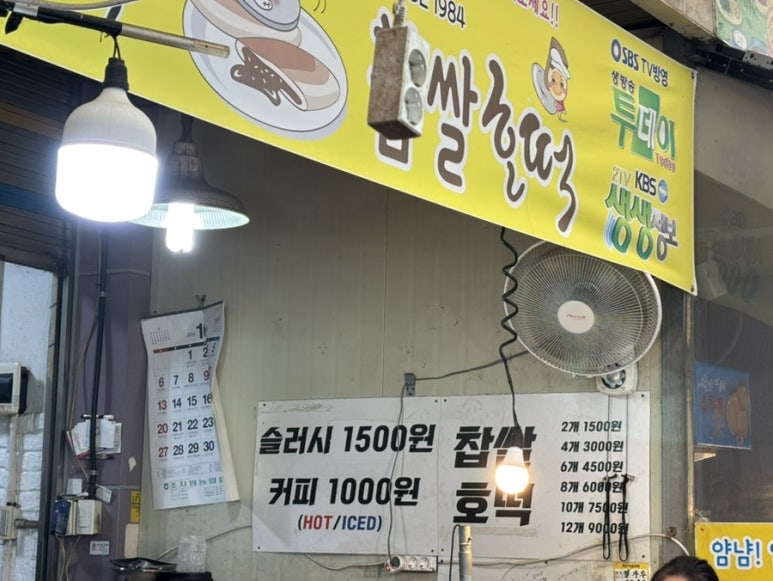 1984
찹쌀호떡
SBS TV방영
생방송
투데이
2TV KBS
생생정보
1
1 2
6 7 8 9
13 14 15 16
20 21 22 23
27 28 29 30
슬러시 1500원
커피 1000원
(HOT/ICED)
찹쌀
호떡
2개 1500원
4개 3000원
6개 4500원
8개 6000원
10개 7500원
12개 9000원
얌냠!